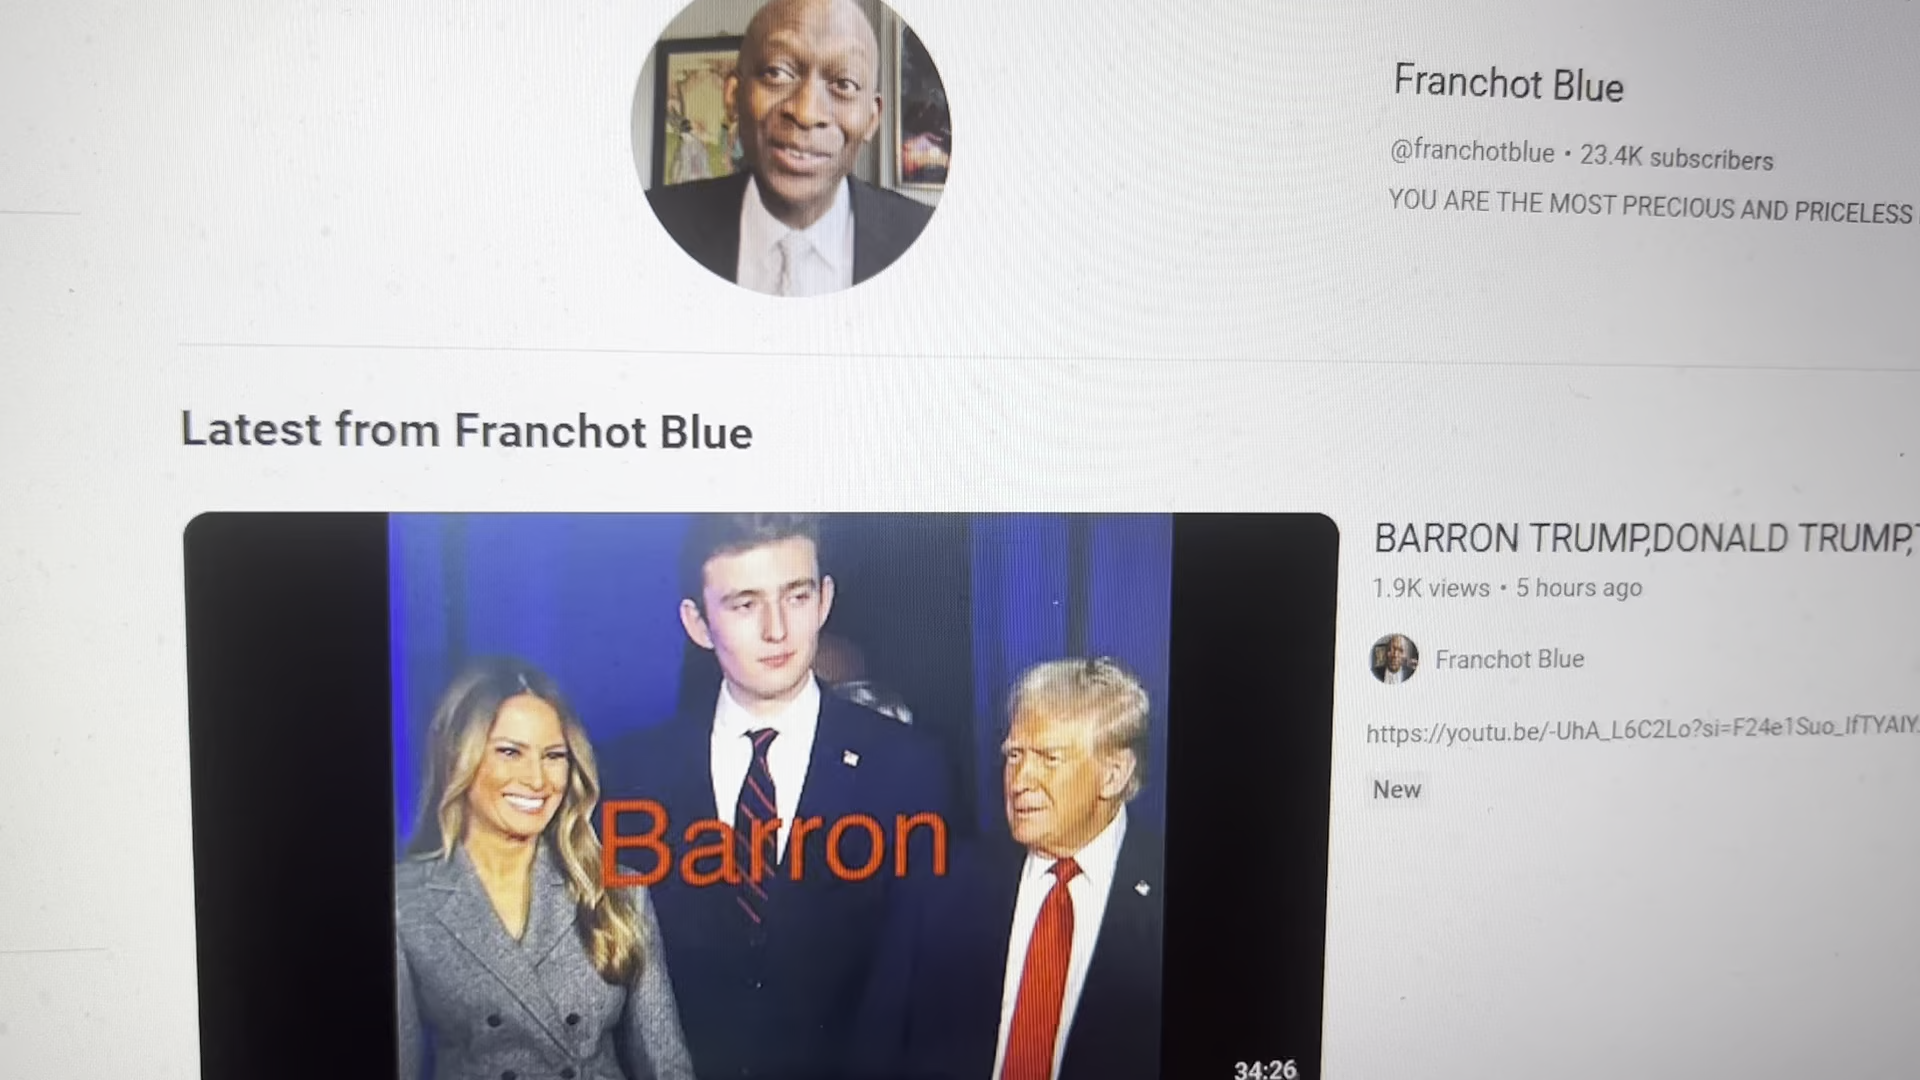 Franchot Blue
@franchotblue • 23.4K subscribers
YOU ARE THE MOST PRECIOUS AND PRICELESS
Latest from Franchot Blue
BARRON TRUMP,DONALD TRUMP,
1.9K views • 5 hours ago
Franchot Blue
https://youtu.be/-UhA_L6C2Lo?si=F24e1Suo_IfTYAIY
New
Barron
34:26